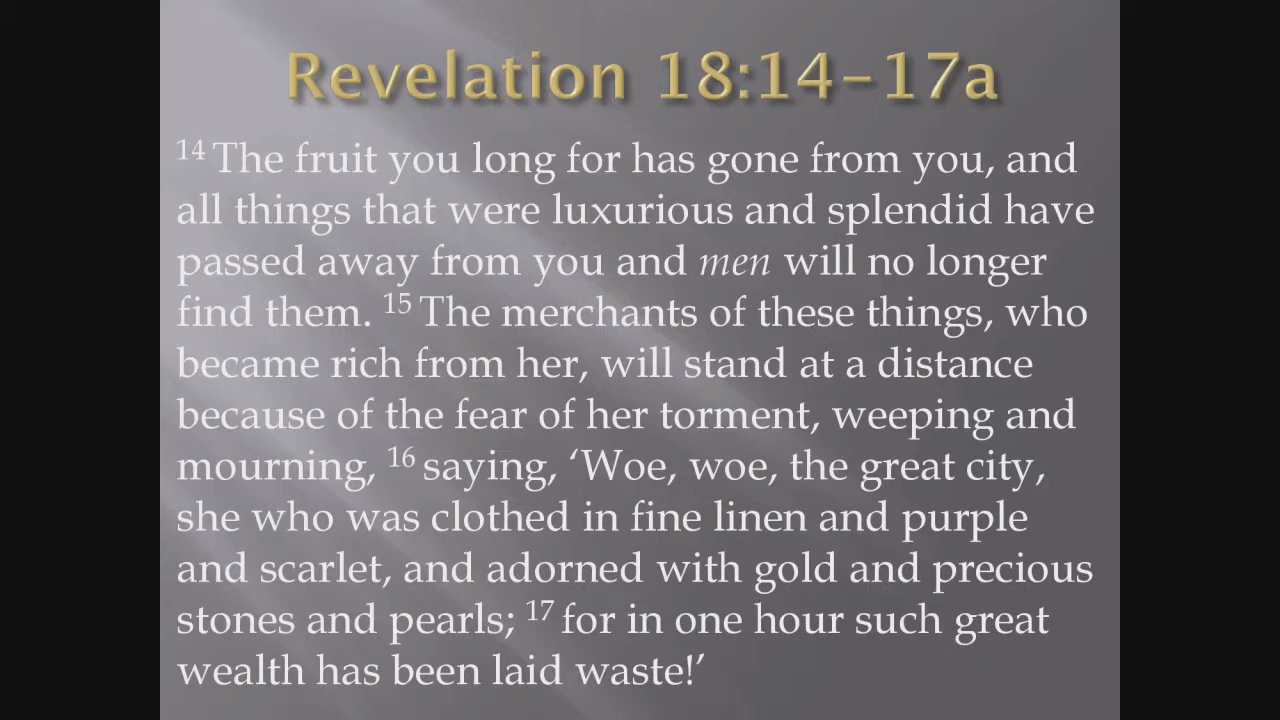 Revelation 18:14-17a
14 The fruit you long for has gone from you, and
all things that were luxurious and splendid have
passed away from you and men will no longer
find them. 15 The merchants of these things, who
became rich from her, will stand at a distance
because of the fear of her torment, weeping and
mourning, 16 saying, ‘Woe, woe, the great city,
she who was clothed in fine linen and purple
and scarlet, and adorned with gold and precious
stones and pearls; 17 for in one hour such great
wealth has been laid waste!’